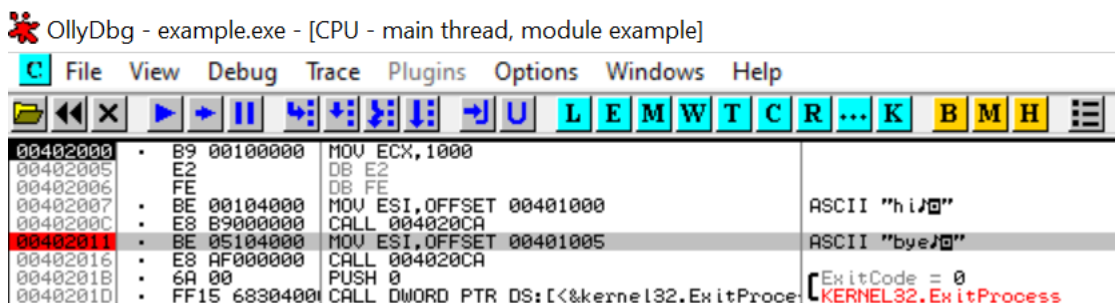 OllyDbg - example.exe - [CPU - main thread, module example]
C File View Debug Trace Plugins Options Windows Help
U L E M W T C R ... K B M H
00402000 · B9 00100000 MOV ECX,1000
00402005 E2 DB E2
00402006 FE DB FE
00402007 · BE 00104000 MOV ESI,OFFSET 00401000 ASCII "hi♪◙"
0040200C · E8 B9000000 CALL 004020CA
00402011 · BE 05104000 MOV ESI,OFFSET 00401005 ASCII "bye♪◙"
00402016 · E8 AF000000 CALL 004020CA
0040201B · 6A 00 PUSH 0 ExitCode = 0
0040201D · FF15 68304000 CALL DWORD PTR DS:[<&kernel32.ExitProce KERNEL32.ExitProcess